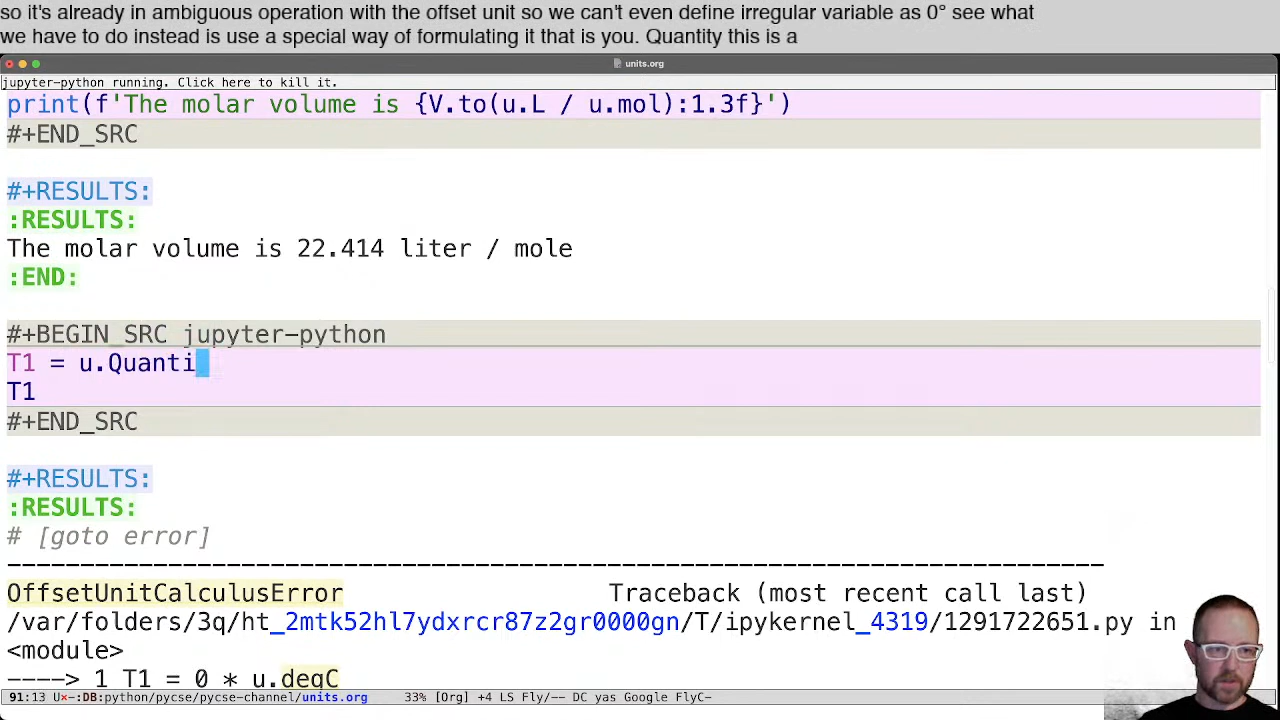 so it's already in ambiguous operation with the offset unit so we can't even define irregular variable as 0° see what
we have to do instead is use a special way of formulating it that is you. Quantity this is a
units.org
jupyter-python running. Click here to kill it.
print(f'The molar volume is {V.to(u.L / u.mol):1.3f}')
#+END_SRC
#+RESULTS:
:RESULTS:
The molar volume is 22.414 liter / mole
:END:
#+BEGIN_SRC jupyter-python
T1 = u.Quanti
T1
#+END_SRC
#+RESULTS:
:RESULTS:
# [goto error]
----------------------------------------------------------------------------
OffsetUnitCalculusError Traceback (most recent call last)
/var/folders/3q/ht_2mtk52hl7ydxrcr87z2gr0000gn/T/ipykernel_4319/1291722651.py in
<module>
----> 1 T1 = 0 * u.degC
91:13 U×-:DB:python/pycse/pycse-channel/units.org 33% [Org] +4 LS Fly/-- DC yas Google FlyC-